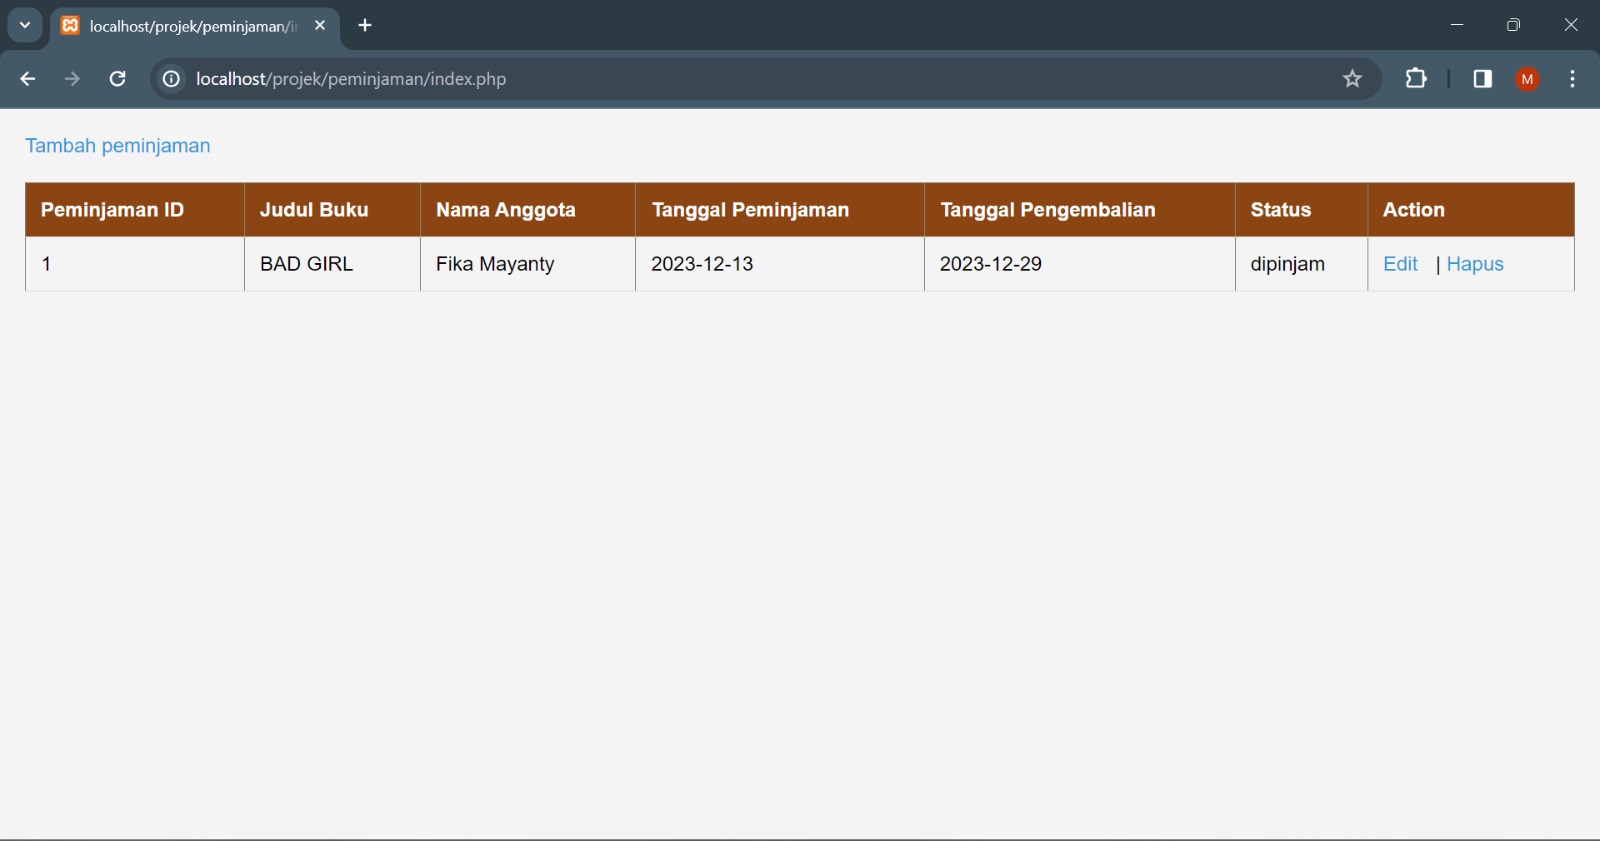 localhost/projek/peminjaman/i
localhost/projek/peminjaman/index.php
M
Tambah peminjaman
Peminjaman ID Judul Buku Nama Anggota Tanggal Peminjaman Tanggal Pengembalian Status Action
1 BAD GIRL Fika Mayanty 2023-12-13 2023-12-29 dipinjam Edit | Hapus